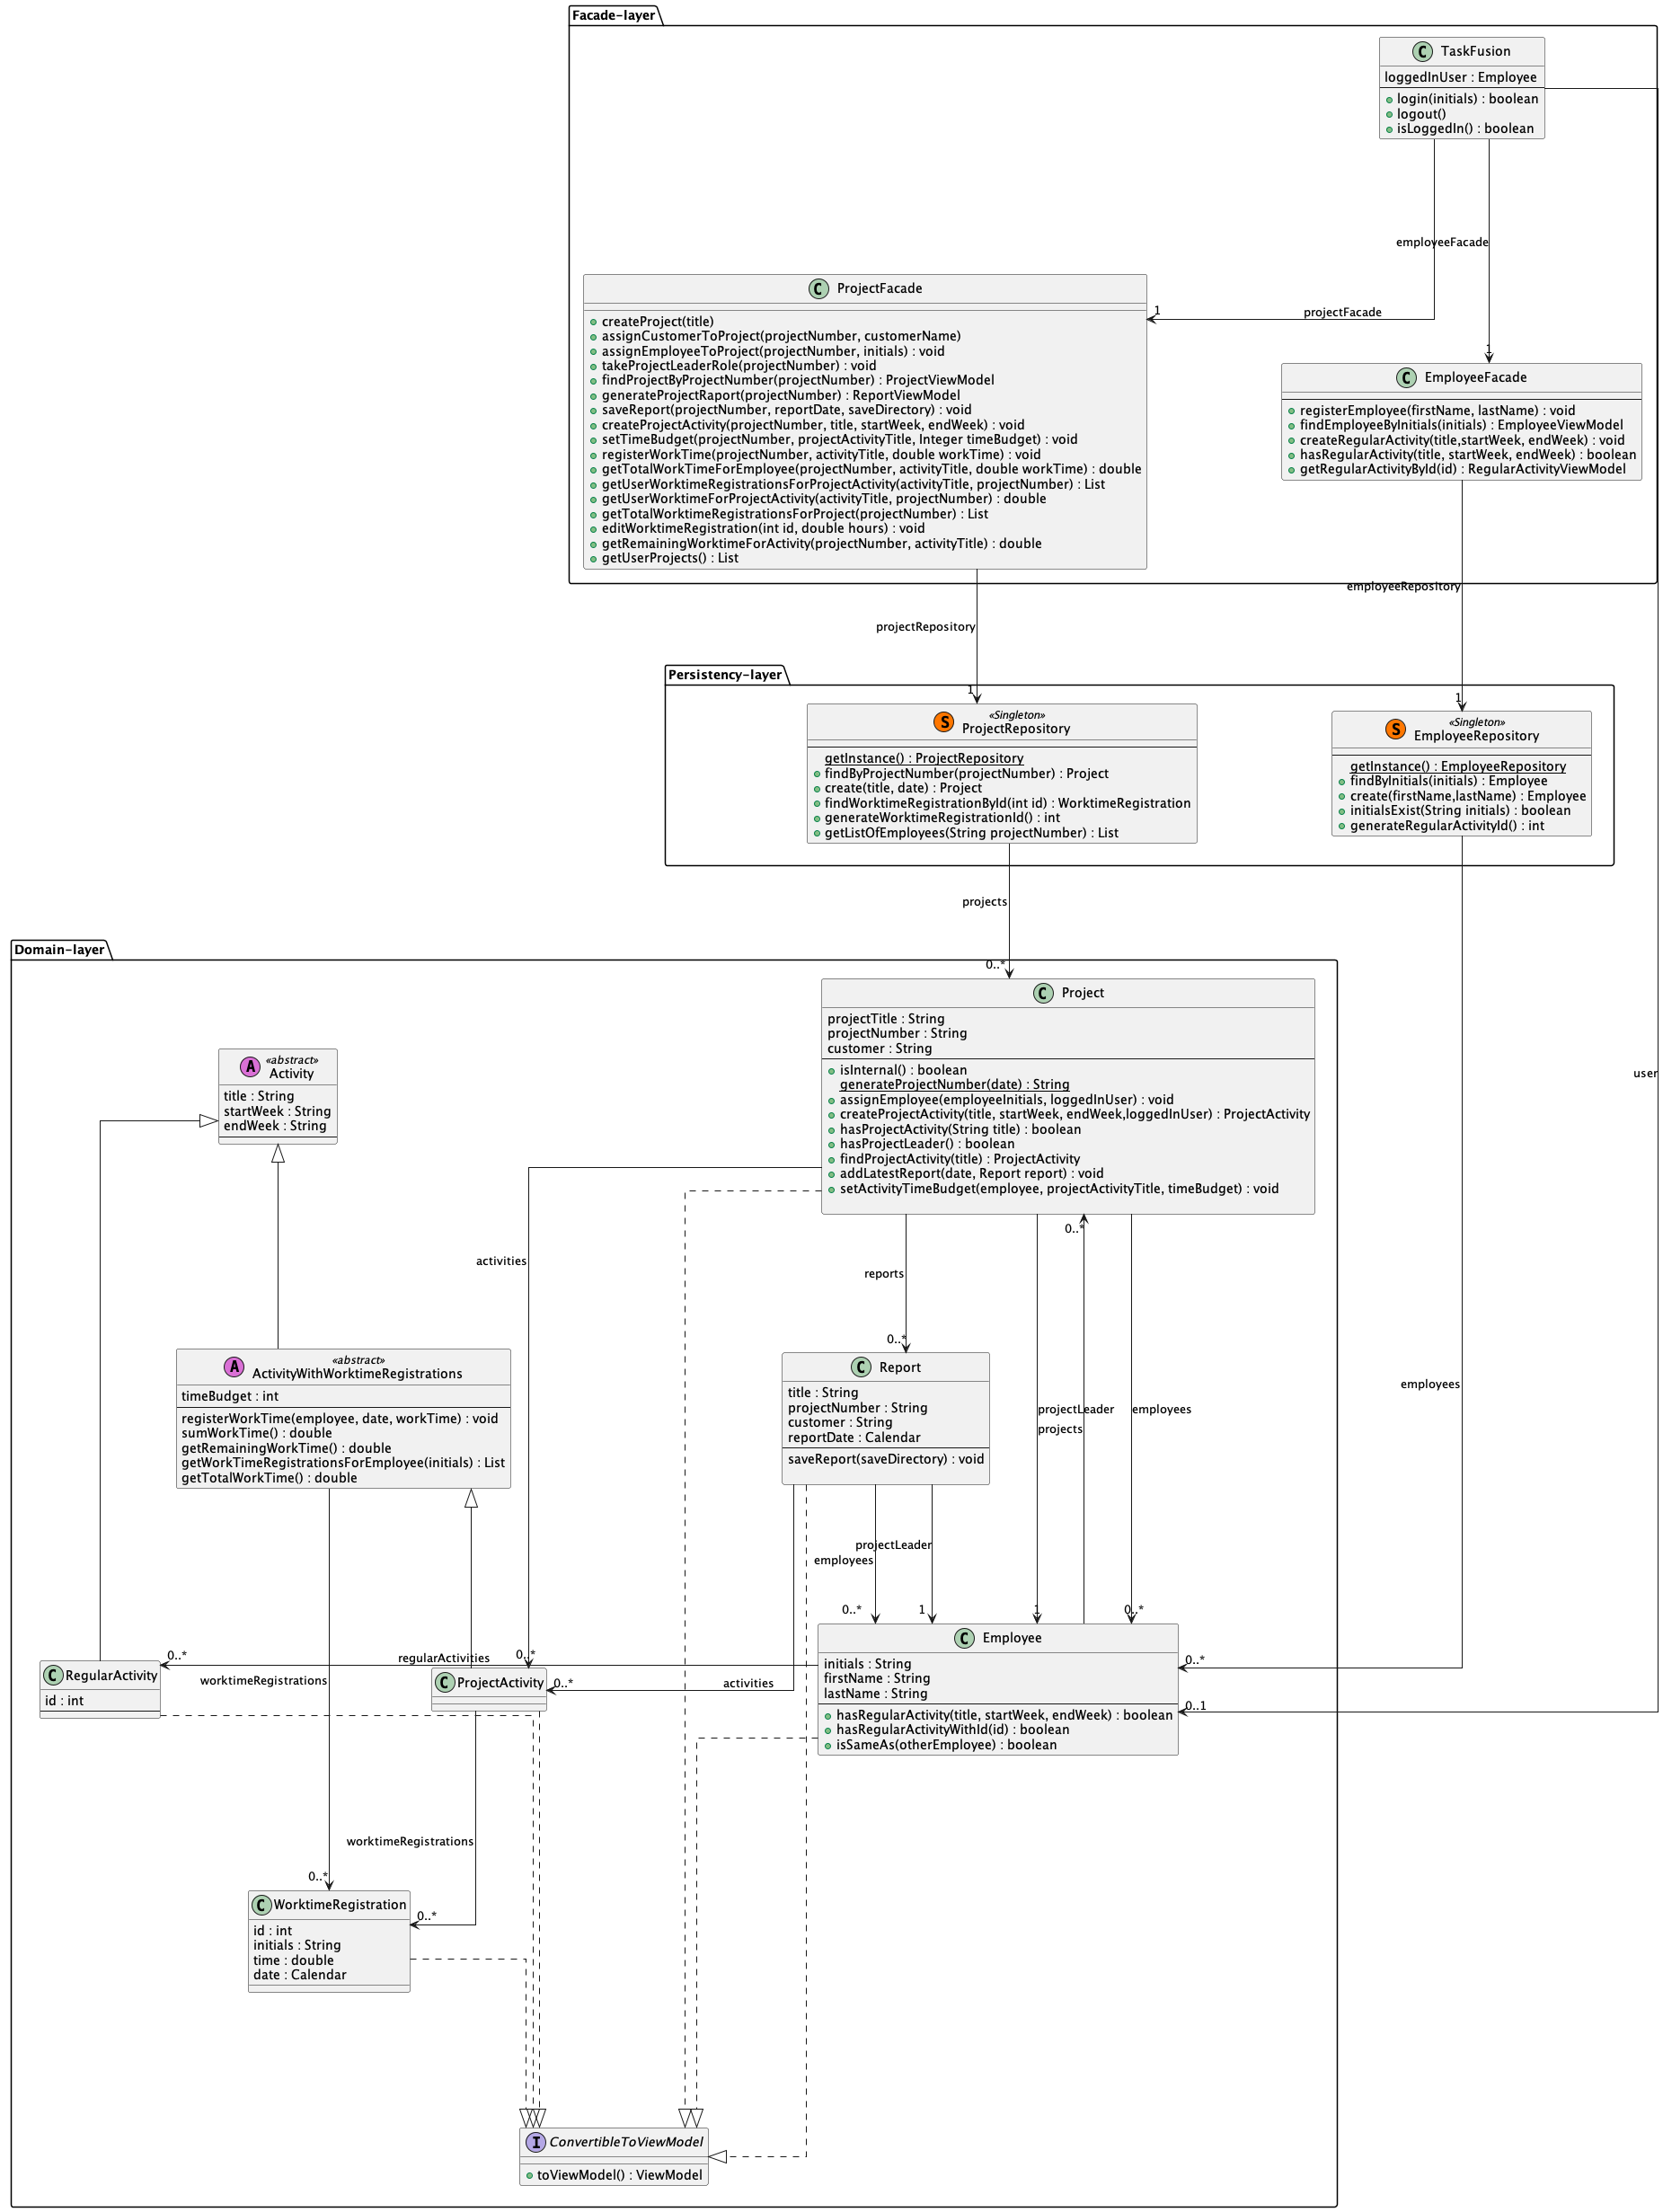 Facade-layer
C TaskFusion
loggedInUser : Employee
login(initials) : boolean
logout()
isLoggedIn() : boolean
employeeFacade
projectFacade
1
1
C ProjectFacade
createProject(title)
assignCustomerToProject(projectNumber, customerName)
assignEmployeeToProject(projectNumber, initials) : void
takeProjectLeaderRole(projectNumber) : void
findProjectByProjectNumber(projectNumber) : ProjectViewModel
generateProjectRaport(projectNumber) : ReportViewModel
saveReport(projectNumber, reportDate, saveDirectory) : void
createProjectActivity(projectNumber, title, startWeek, endWeek) : void
setTimeBudget(projectNumber, projectActivityTitle, Integer timeBudget) : void
registerWorkTime(projectNumber, activityTitle, double workTime) : void
getTotalWorkTimeForEmployee(projectNumber, activityTitle, double workTime) : double
getUserWorktimeRegistrationsForProjectActivity(activityTitle, projectNumber) : List
getUserWorktimeForProjectActivity(activityTitle, projectNumber) : double
getTotalWorktimeRegistrationsForProject(projectNumber) : List
editWorktimeRegistration(int id, double hours) : void
getRemainingWorktimeForActivity(projectNumber, activityTitle) : double
getUserProjects() : List
C EmployeeFacade
registerEmployee(firstName, lastName) : void
findEmployeeByInitials(initials) : EmployeeViewModel
createRegularActivity(title,startWeek, endWeek) : void
hasRegularActivity(title, startWeek, endWeek) : boolean
getRegularActivityById(id) : RegularActivityViewModel
employeeRepository
projectRepository
Persistency-layer
1
1
S «Singleton»
ProjectRepository
getInstance() : ProjectRepository
findByProjectNumber(projectNumber) : Project
create(title, date) : Project
findWorktimeRegistrationById(int id) : WorktimeRegistration
generateWorktimeRegistrationId() : int
getListOfEmployees(String projectNumber) : List
S «Singleton»
EmployeeRepository
getInstance() : EmployeeRepository
findByInitials(initials) : Employee
create(firstName,lastName) : Employee
initialsExist(String initials) : boolean
generateRegularActivityId() : int
projects
Domain-layer
0..*
C Project
projectTitle : String
projectNumber : String
customer : String
isInternal() : boolean
generateProjectNumber(date) : String
assignEmployee(employeeInitials, loggedInUser) : void
createProjectActivity(title, startWeek, endWeek,loggedInUser) : ProjectActivity
hasProjectActivity(String title) : boolean
hasProjectLeader() : boolean
findProjectActivity(title) : ProjectActivity
addLatestReport(date, Report report) : void
setActivityTimeBudget(employee, projectActivityTitle, timeBudget) : void
A «abstract»
Activity
title : String
startWeek : String
endWeek : String
user
0..*
activities
reports
0..*
A «abstract»
ActivityWithWorktimeRegistrations
timeBudget : int
registerWorkTime(employee, date, workTime) : void
sumWorkTime() : double
getRemainingWorkTime() : double
getWorkTimeRegistrationsForEmployee(initials) : List
getTotalWorkTime() : double
C Report
title : String
projectNumber : String
customer : String
reportDate : Calendar
saveReport(saveDirectory) : void
employees
projectLeader
employees
projects
projectLeader
employees
0..*
1
1
0..*
C Employee
initials : String
firstName : String
lastName : String
hasRegularActivity(title, startWeek, endWeek) : boolean
hasRegularActivityWithId(id) : boolean
isSameAs(otherEmployee) : boolean
0..*
0..1
0..*
regularActivities
0..*
C RegularActivity
id : int
worktimeRegistrations
C ProjectActivity
0..*
activities
worktimeRegistrations
0..*
C WorktimeRegistration
id : int
initials : String
time : double
date : Calendar
0..*
I ConvertibleToViewModel
toViewModel() : ViewModel